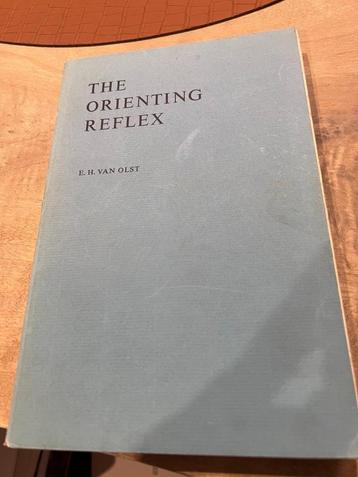 THE
ORIENTING
REFLEX
E. H. VAN OLST